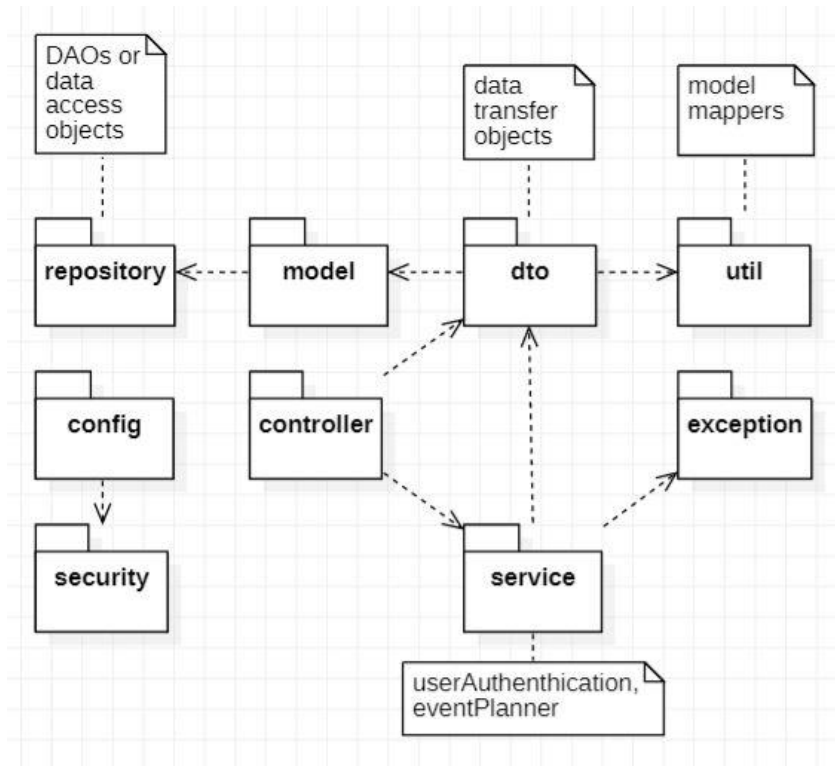 DAOs or
data
access
objects
data
transfer
objects
model
mappers
repository
model
dto
util
config
controller
exception
security
service
userAuthenthication,
eventPlanner